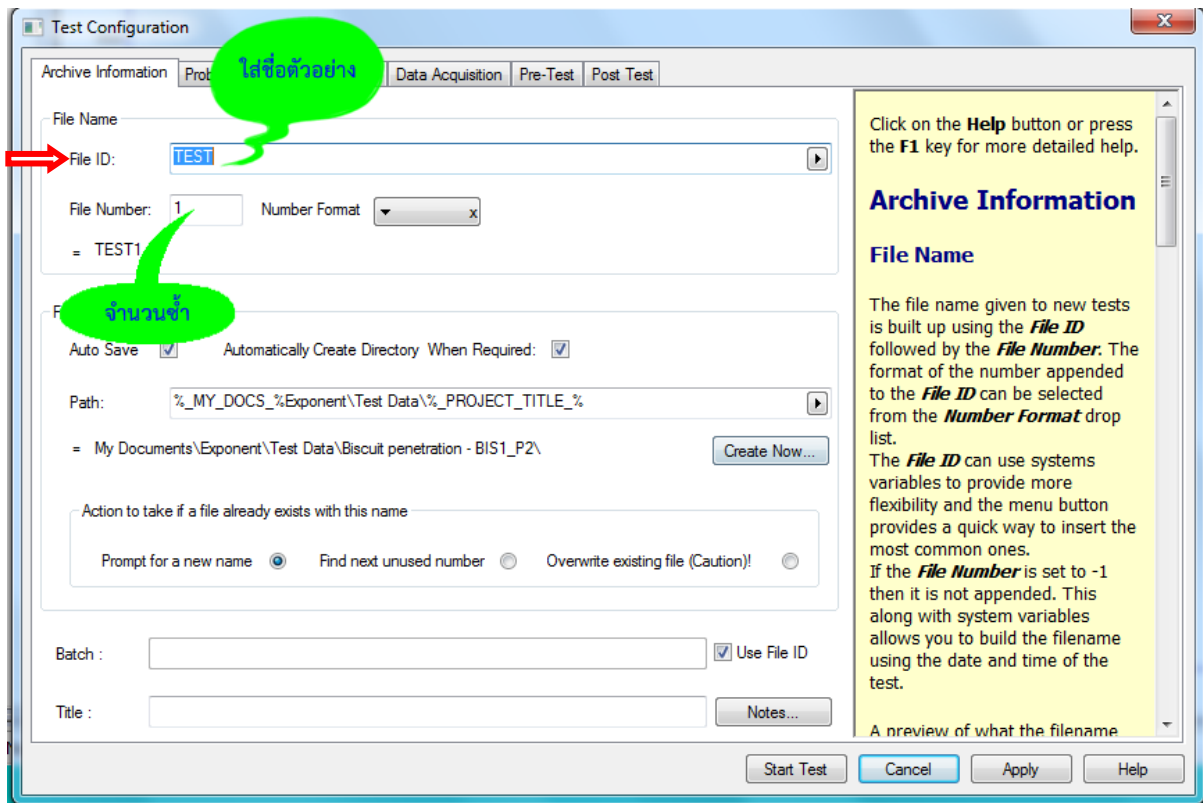 Test Configuration
ใส่ชื่อตัวอย่าง
Archive Information Prob Data Acquisition Pre-Test Post Test
File Name
File ID: TEST
File Number: 1 Number Format x
= TEST1
จำนวนซ้ำ
Auto Save Automatically Create Directory When Required:
Path: %_MY_DOCS_%Exponent\Test Data\%_PROJECT_TITLE_%
= My Documents\Exponent\Test Data\Biscuit penetration - BIS1_P2\
Create Now...
Action to take if a file already exists with this name
Prompt for a new name Find next unused number Overwrite existing file (Caution)!
Batch : Use File ID
Title : Notes...
Click on the Help button or press
the F1 key for more detailed help.
Archive Information
File Name
The file name given to new tests
is built up using the File ID
followed by the File Number. The
format of the number appended
to the File ID can be selected
from the Number Format drop
list.
The File ID can use systems
variables to provide more
flexibility and the menu button
provides a quick way to insert the
most common ones.
If the File Number is set to -1
then it is not appended. This
along with system variables
allows you to build the filename
using the date and time of the
test.
A preview of what the filename
Start Test Cancel Apply Help